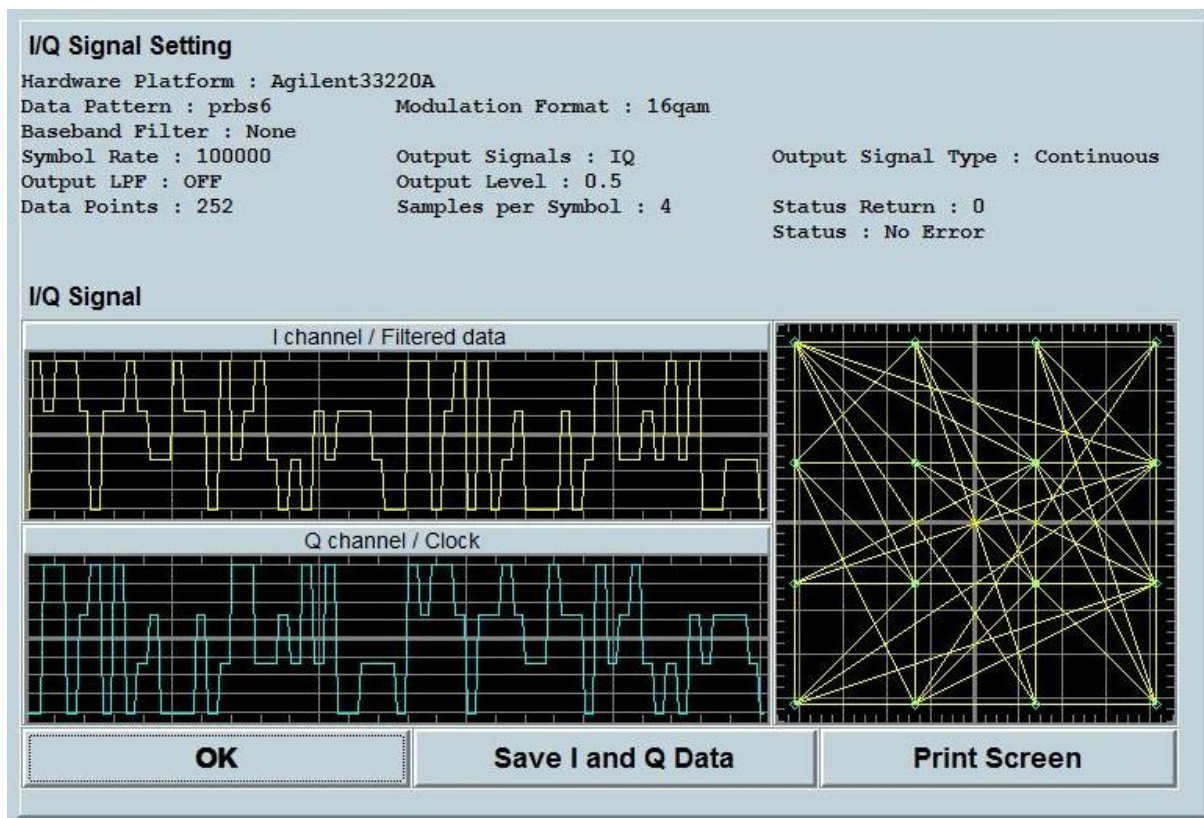 I/Q Signal Setting
Hardware Platform : Agilent33220A
Data Pattern : prbs6 Modulation Format : 16qam
Baseband Filter : None
Symbol Rate : 100000 Output Signals : IQ Output Signal Type : Continuous
Output LPF : OFF Output Level : 0.5
Data Points : 252 Samples per Symbol : 4 Status Return : 0
Status : No Error
I/Q Signal
I channel / Filtered data
Q channel / Clock
OK Save I and Q Data Print Screen